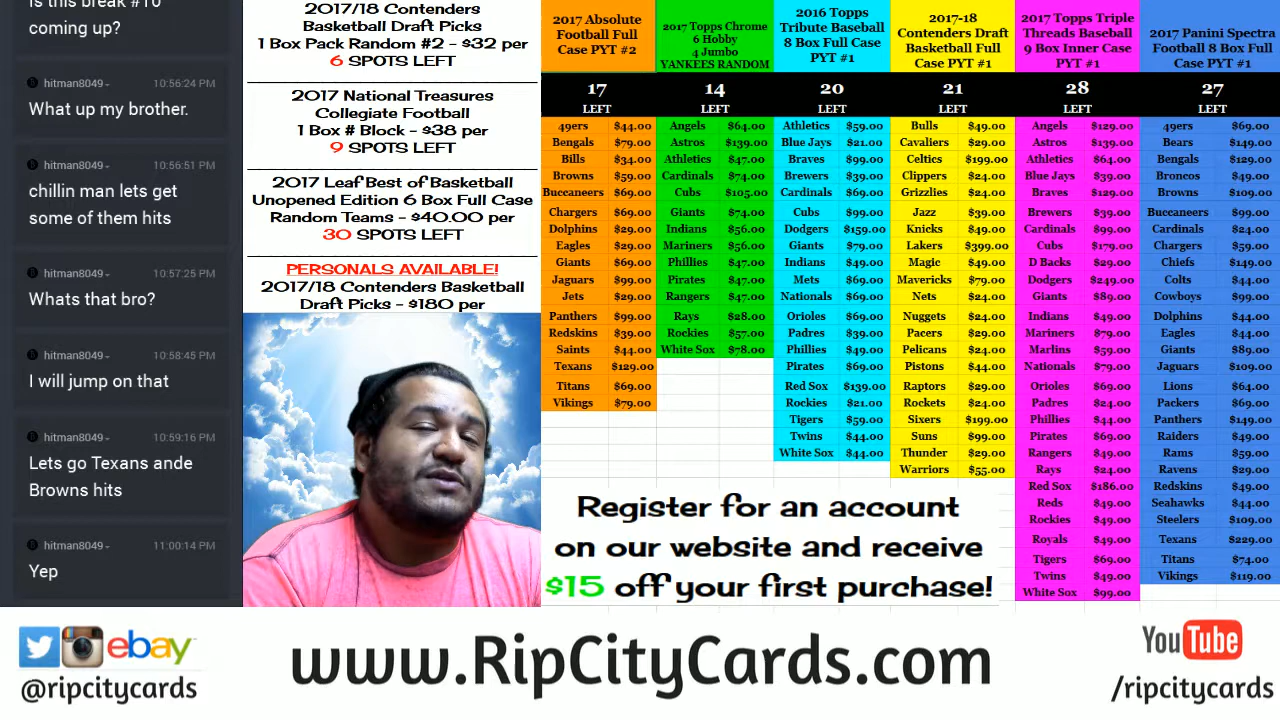 Is this break #10
coming up?
hitman8049 -
10:56:24 PM
What up my brother.
hitman8049 -
10:56:51 PM
chillin man lets get
some of them hits
hitman8049 -
10:57:25 PM
Whats that bro?
hitman8049 -
10:58:45 PM
I will jump on that
hitman8049 -
10:59:16 PM
Lets go Texans ande
Browns hits
hitman8049 -
11:00:14 PM
Yep
2017/18 Contenders
Basketball Draft Picks
1 Box Pack Random #2 - $32 per
6 SPOTS LEFT
2017 National Treasures
Collegiate Football
1 Box # Block - $38 per
9 SPOTS LEFT
2017 Leaf Best of Basketball
Unopened Edition 6 Box Full Case
Random Teams - $40.00 per
30 SPOTS LEFT
PERSONALS AVAILABLE!
2017/18 Contenders Basketball
Draft Picks - $180 per
2017 Absolute
Football Full
Case PYT #2
17
LEFT
49ers $44.00
Bengals $79.00
Bills $34.00
Browns $59.00
Buccaneers $69.00
Chargers $69.00
Dolphins $29.00
Eagles $29.00
Giants $69.00
Jaguars $99.00
Jets $29.00
Panthers $99.00
Redskins $39.00
Saints $44.00
Texans $129.00
Titans $69.00
Vikings $79.00
2017 Topps Chrome
6 Hobby
4 Jumbo
YANKEES RANDOM
14
LEFT
Angels $64.00
Astros $139.00
Athletics $47.00
Cardinals $74.00
Cubs $105.00
Giants $74.00
Indians $56.00
Mariners $56.00
Phillies $47.00
Pirates $47.00
Rangers $47.00
Rays $28.00
Rockies $57.00
White Sox $78.00
2016 Topps
Tribute Baseball
8 Box Full Case
PYT #1
20
LEFT
Athletics $59.00
Blue Jays $21.00
Braves $99.00
Brewers $39.00
Cardinals $69.00
Cubs $99.00
Dodgers $159.00
Giants $79.00
Indians $49.00
Mets $69.00
Nationals $69.00
Orioles $69.00
Padres $39.00
Phillies $49.00
Pirates $69.00
Red Sox $139.00
Rockies $21.00
Tigers $59.00
Twins $44.00
White Sox $44.00
2017-18
Contenders Draft
Basketball Full
Case PYT #1
21
LEFT
Bulls $49.00
Cavaliers $29.00
Celtics $199.00
Clippers $24.00
Grizzlies $24.00
Jazz $39.00
Knicks $49.00
Lakers $399.00
Magic $49.00
Mavericks $79.00
Nets $24.00
Nuggets $24.00
Pacers $29.00
Pelicans $24.00
Pistons $44.00
Raptors $29.00
Rockets $24.00
Sixers $199.00
Suns $99.00
Thunder $29.00
Warriors $55.00
2017 Topps Triple
Threads Baseball
9 Box Inner Case
PYT #1
28
LEFT
Angels $129.00
Astros $139.00
Athletics $64.00
Blue Jays $39.00
Braves $129.00
Brewers $39.00
Cardinals $99.00
Cubs $179.00
D Backs $29.00
Dodgers $249.00
Giants $89.00
Indians $49.00
Mariners $79.00
Marlins $59.00
Nationals $79.00
Orioles $69.00
Padres $24.00
Phillies $44.00
Pirates $69.00
Rangers $49.00
Rays $24.00
Red Sox $186.00
Reds $49.00
Rockies $49.00
Royals $49.00
Tigers $69.00
Twins $49.00
White Sox $99.00
2017 Panini Spectra
Football 8 Box Full
Case PYT #1
27
LEFT
49ers $69.00
Bears $149.00
Bengals $129.00
Broncos $49.00
Browns $109.00
Buccaneers $99.00
Cardinals $24.00
Chargers $59.00
Chiefs $149.00
Colts $44.00
Cowboys $99.00
Dolphins $44.00
Eagles $44.00
Giants $89.00
Jaguars $109.00
Lions $64.00
Packers $69.00
Panthers $149.00
Raiders $49.00
Rams $59.00
Ravens $29.00
Redskins $49.00
Seahawks $44.00
Steelers $109.00
Texans $229.00
Titans $74.00
Vikings $119.00
Register for an account
on our website and receive
$15 off your first purchase!
ebay
@ripcitycards
www.RipCityCards.com
YouTube
/ripcitycards